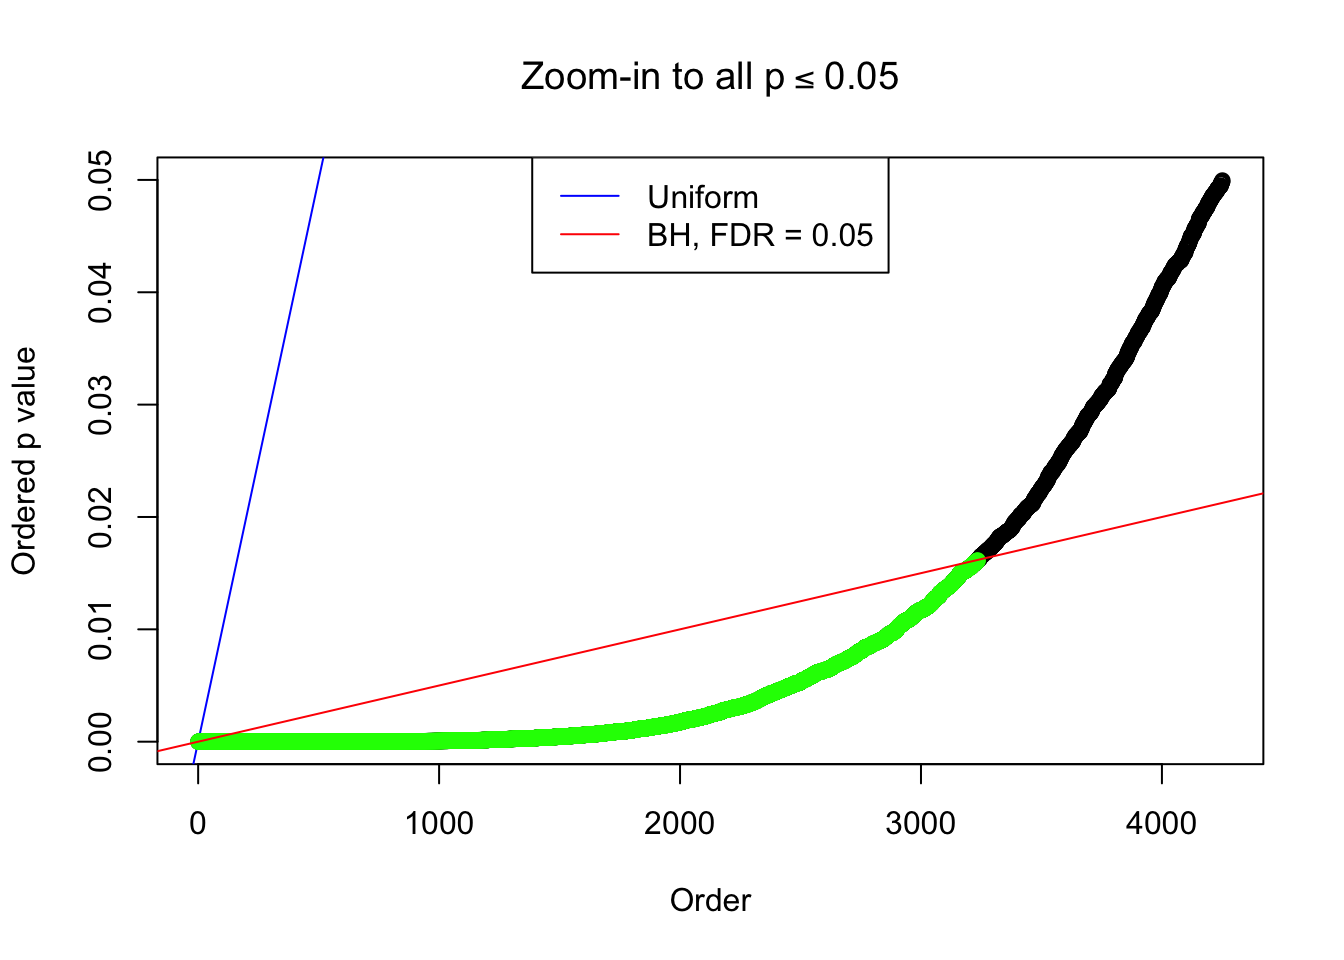 Zoom-in to all p ≤ 0.05
Uniform
BH, FDR = 0.05
Ordered p value
0.05
0.04
0.03
0.02
0.01
0.00
0 1000 2000 3000 4000
Order